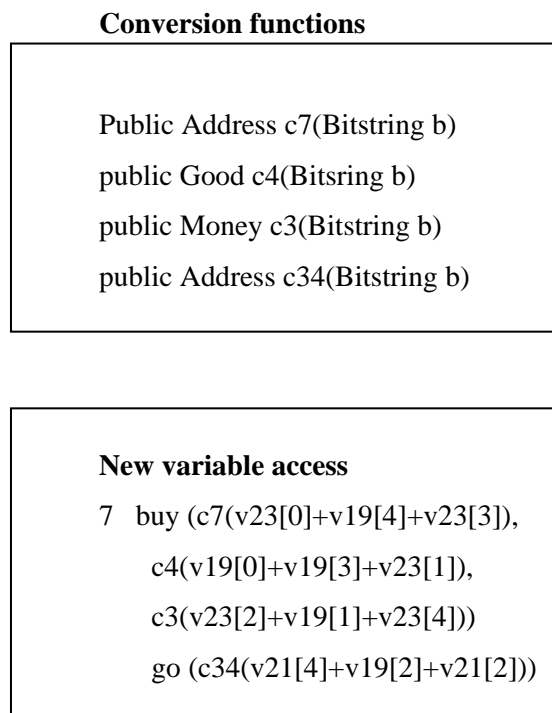 Conversion functions
Public Address c7(Bitstring b)
public Good c4(Bitsring b)
public Money c3(Bitstring b)
public Address c34(Bitstring b)
New variable access
7 buy (c7(v23[0]+v19[4]+v23[3]),
c4(v19[0]+v19[3]+v23[1]),
c3(v23[2]+v19[1]+v23[4]))
go (c34(v21[4]+v19[2]+v21[2]))